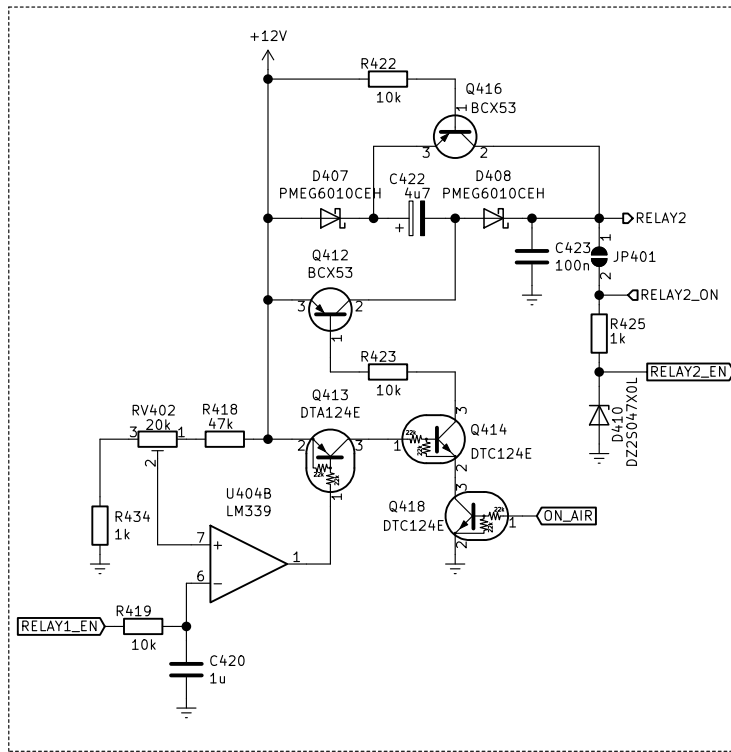 +12V
R422
10k
Q416
BCX53
1
3
2
D407
PMEG6010CEH
C422
4u7
+
D408
PMEG6010CEH
RELAY2
C423
100n
1
JP401
2
Q412
BCX53
3
2
1
RELAY2_ON
R425
1k
R423
10k
RELAY2_EN
D410
DZ2S047X0L
RV402
20k
3
1
2
R418
47k
Q413
DTA124E
2
3
22k
22k
1
Q414
DTC124E
3
1
22k
22k
2
Q418
DTC124E
3
22k
22k
1
2
ON_AIR
R434
1k
U404B
LM339
7
+
1
6
−
RELAY1_EN
R419
10k
C420
1u